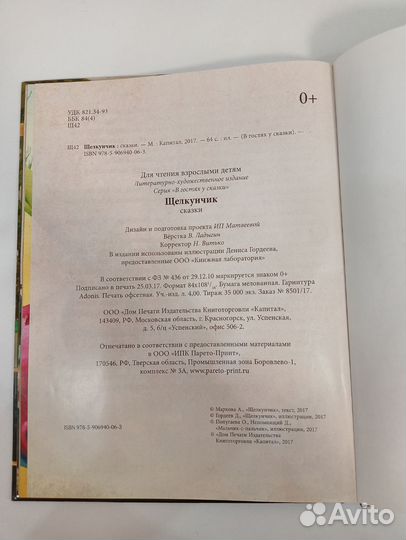 УДК 821.34-93
ББК 84(4)
Щ42
0+
Щ42 Щелкунчик : сказки. — М. : Капитал, 2017. — 64 с. : ил. — (В гостях у сказки). —
ISBN 978-5-906940-06-3.
Для чтения взрослыми детям
Литературно-художественное издание
Серия «В гостях у сказки»
Щелкунчик
сказки
Дизайн и подготовка проекта ИП Матвеевой
Вёрстка В. Ладыгин
Корректор Н. Витько
В издании использованы иллюстрации Дениса Гордеева,
предоставленные ООО «Книжная лаборатория»
В соответствии с ФЗ № 436 от 29.12.10 маркируется знаком 0+
Подписано в печать 25.03.17. Формат 84х108 1/16. Бумага мелованная. Гарнитура
Adonis. Печать офсетная. Уч.-изд. л. 4,00. Тираж 35 000 экз. Заказ № 8501/17.
ООО «Дом Печати Издательства Книготорговли «Капитал»,
143409, РФ, Московская область, г. Красногорск, ул. Успенская,
д. 5, б/ц «Успенский», офис 506-2.
Отпечатано в соответствии с предоставленными материалами
в ООО «ИПК Парето-Принт»,
170546, РФ, Тверская область, Промышленная зона Боровлево-1,
комплекс № 3А, www.pareto-print.ru
© Маркова А., «Щелкунчик», текст, 2017
© Гордеев Д., «Щелкунчик», иллюстрации, 2017
© Попугаева О., Непомнящий Д.,
«Мальчик с пальчик», иллюстрации, 2017
© «Дом Печати Издательства
Книготорговли «Капитал», 2017
ISBN 978-5-906940-06-3
Avito